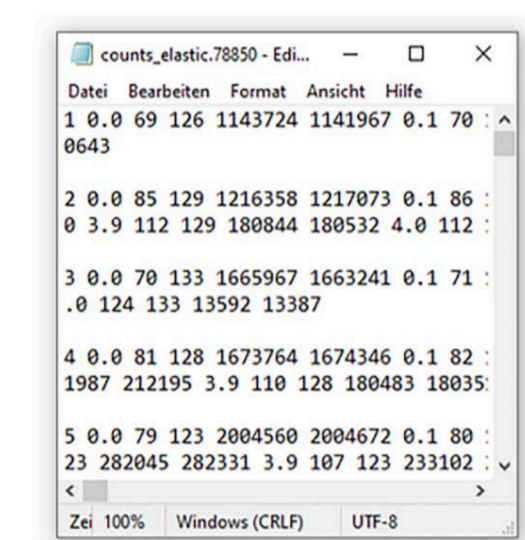 counts_elastic.78850 - Edi...
Datei Bearbeiten Format Ansicht Hilfe
1 0.0 69 126 1143724 1141967 0.1 70
0643
2 0.0 85 129 1216358 1217073 0.1 86
0 3.9 112 129 180844 180532 4.0 112
3 0.0 70 133 1665967 1663241 0.1 71
.0 124 133 13592 13387
4 0.0 81 128 1673764 1674346 0.1 82
1987 212195 3.9 110 128 180483 18035
5 0.0 79 123 2004560 2004672 0.1 80
23 282045 282331 3.9 107 123 233102
Zei 100% Windows (CRLF) UTF-8